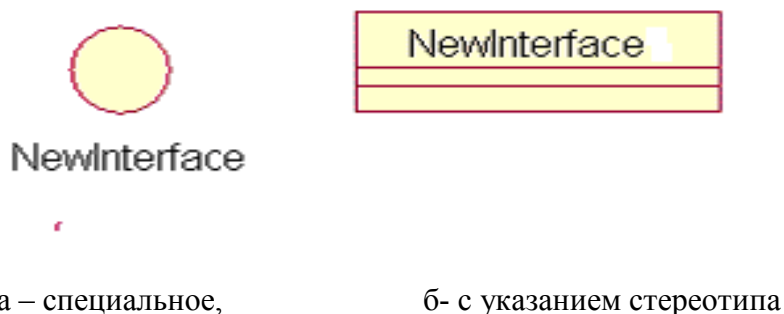 NewInterface
NewInterface
а – специальное, б- с указанием стереотипа